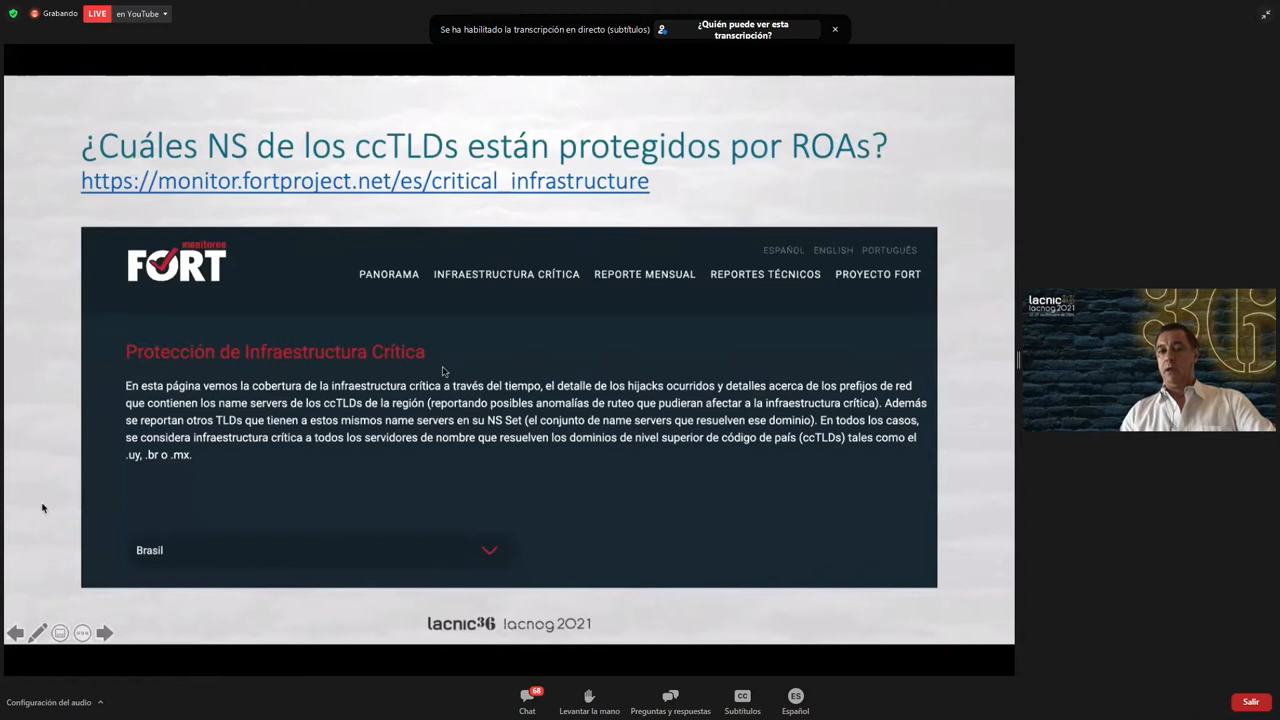 Grabando
LIVE
en YouTube
Se ha habilitado la transcripción en directo (subtítulos)
¿Quién puede ver esta
transcripción?
¿Cuáles NS de los ccTLDs están protegidos por ROAs?
https://monitor.fortproject.net/es/critical_infrastructure
monitoreo
FORT
ESPAÑOL ENGLISH PORTUGUÊS
PANORAMA INFRAESTRUCTURA CRÍTICA REPORTE MENSUAL REPORTES TÉCNICOS PROYECTO FORT
Protección de Infraestructura Crítica
En esta página vemos la cobertura de la infraestructura crítica a través del tiempo, el detalle de los hijacks ocurridos y detalles acerca de los prefijos de red
que contienen los name servers de los ccTLDs de la región (reportando posibles anomalías de ruteo que pudieran afectar a la infraestructura crítica). Además
se reportan otros TLDs que tienen a estos mismos name servers en su NS Set (el conjunto de name servers que resuelven ese dominio). En todos los casos,
se considera infraestructura crítica a todos los servidores de nombre que resuelven los dominios de nivel superior de código de país (ccTLDs) tales como el
.uy, .br o .mx.
Brasil
lacnic36 lacnog2021
lacnic36
lacnog2021
36
Configuración del audio
68
Chat
Levantar la mano
Preguntas y respuestas
CC
Subtítulos
ES
Español
Salir